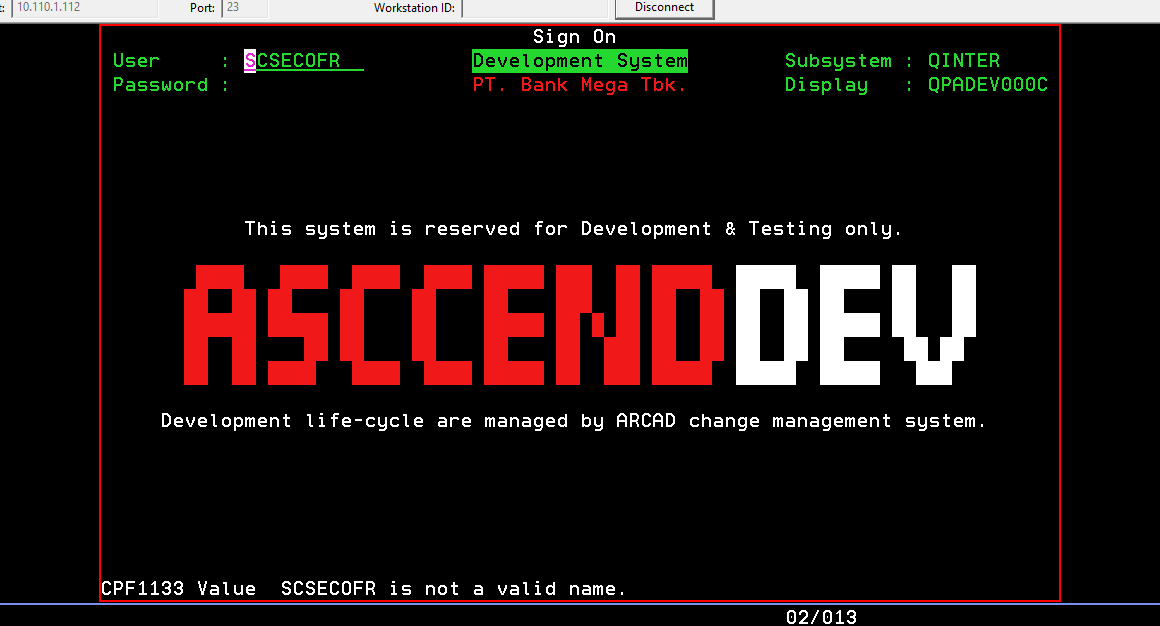 t: 10.110.1.112 Port: 23 Workstation ID: Disconnect
Sign On
User : SCSECOFR Development System Subsystem : QINTER
Password : PT. Bank Mega Tbk. Display : QPADEV000C
This system is reserved for Development & Testing only.
ASCCENDDEV
Development life-cycle are managed by ARCAD change management system.
CPF1133 Value  SCSECOFR is not a valid name.
02/013